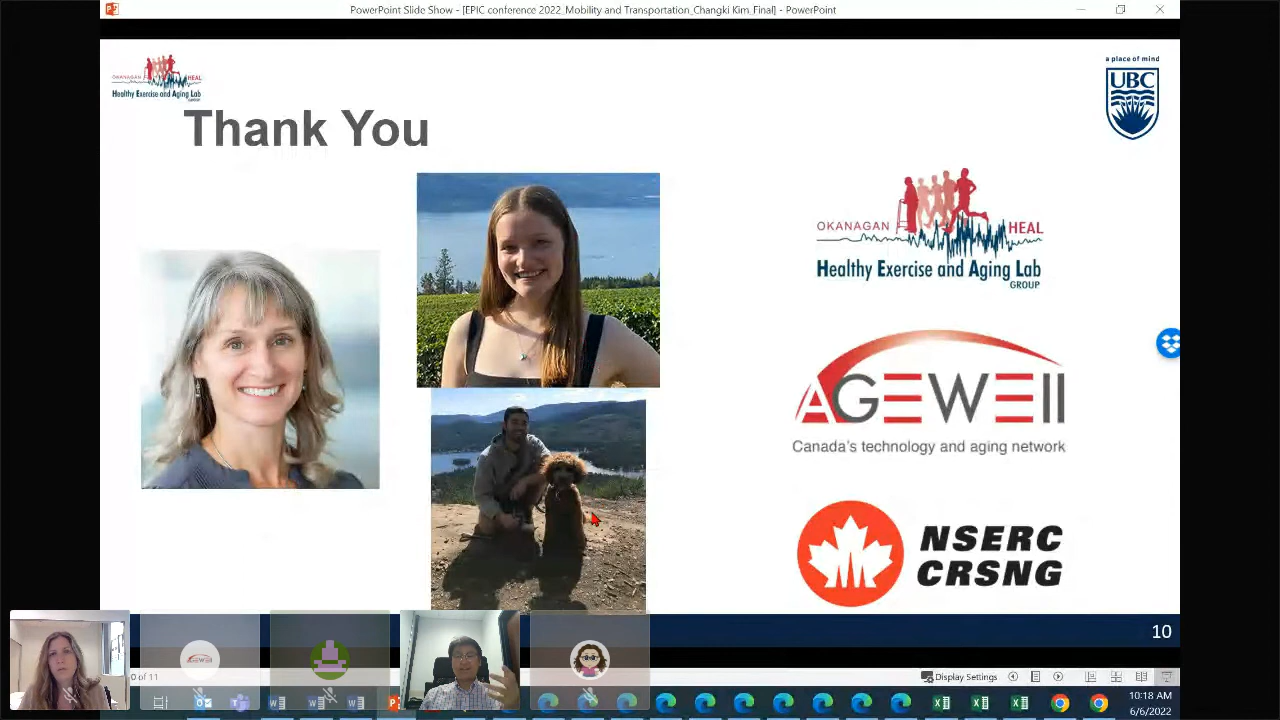 PowerPoint Slide Show - [EPIC conference 2022_Mobility and Transportation_Changki Kim_Final] - PowerPoint
OKANAGAN HEAL
Healthy Exercise and Aging Lab
GROUP
a place of mind
UBC
Thank You
OKANAGAN HEAL
Healthy Exercise and Aging Lab
GROUP
AGEWELL
Canada's technology and aging network
NSERC
CRSNG
10
0 of 11
Display Settings
10:18 AM
6/6/2022